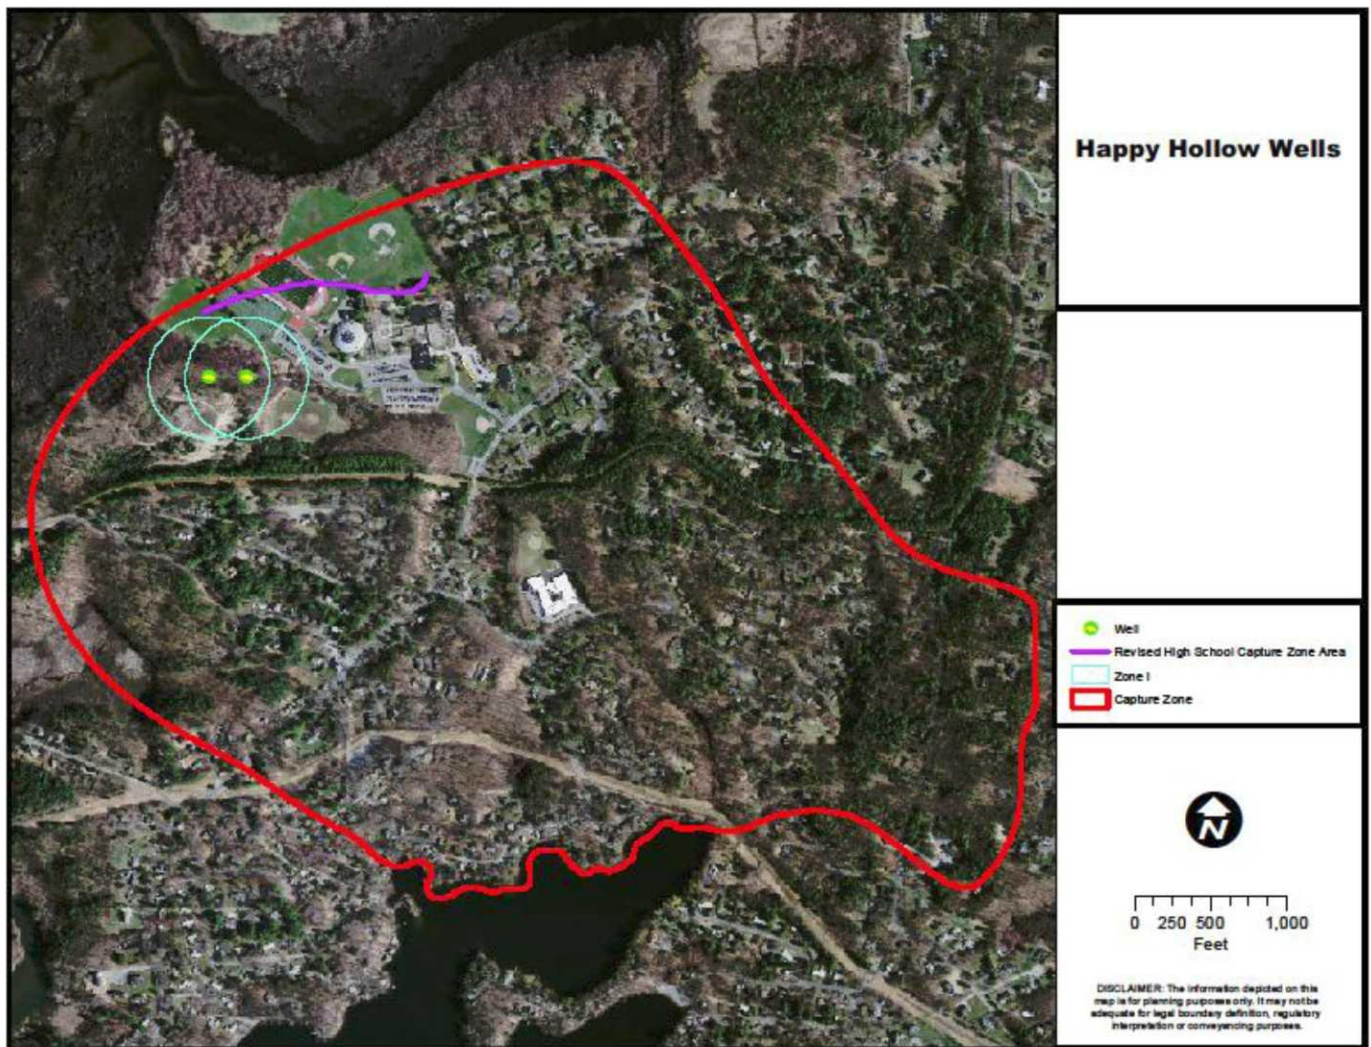 Happy Hollow Wells
Well
Revised High School Capture Zone Area
Zone I
Capture Zone
N
0 250 500 1,000
Feet
DISCLAIMER: The information depicted on this
map is for planning purposes only. It may not be
adequate for legal boundary definition, regulatory
interpretation or conveyancing purposes.